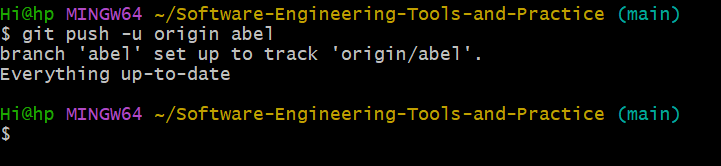 Hi@hp MINGW64 ~/Software-Engineering-Tools-and-Practice (main)
$ git push -u origin abel
branch 'abel' set up to track 'origin/abel'.
Everything up-to-date
Hi@hp MINGW64 ~/Software-Engineering-Tools-and-Practice (main)
$